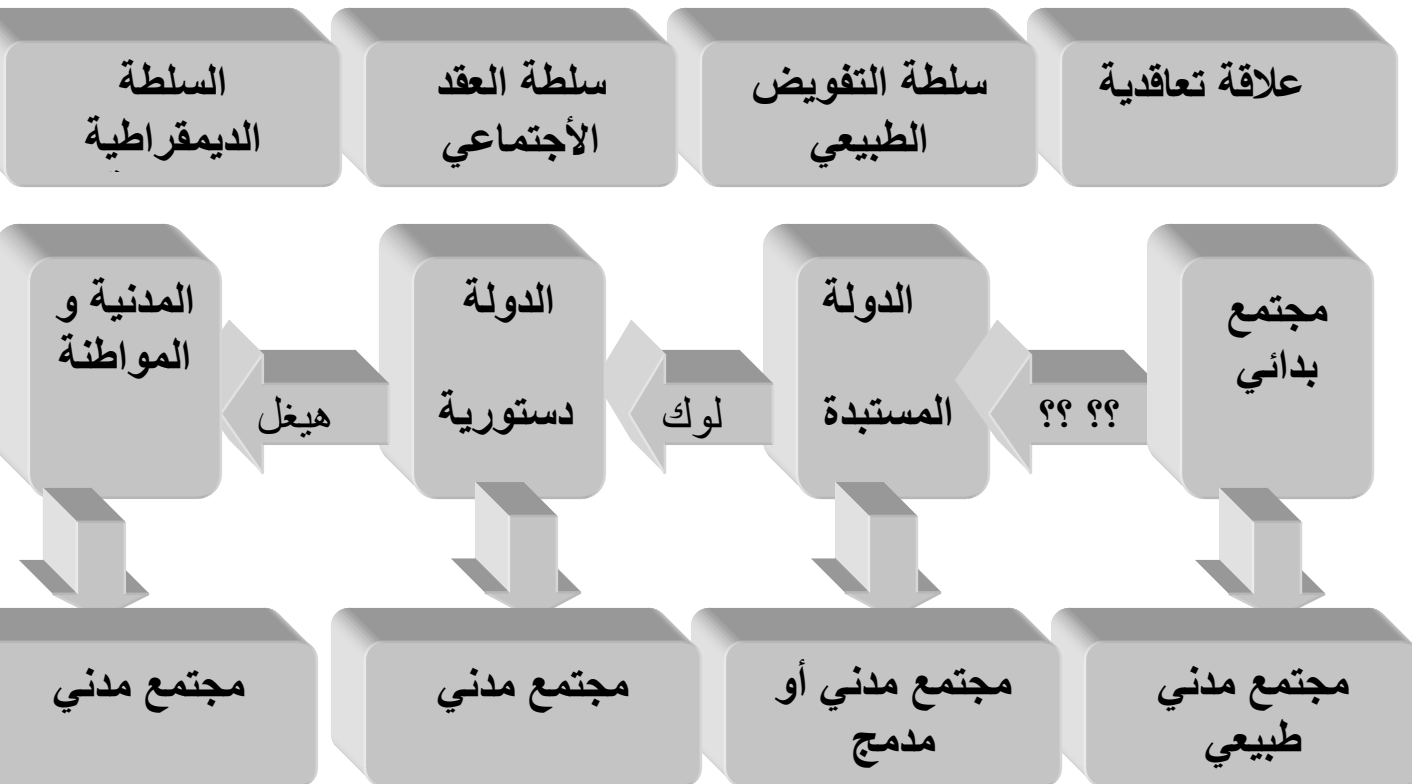 علاقة تعاقدية
سلطة التفويض
الطبيعي
سلطة العقد
الأجتماعي
السلطة
الديمقراطية
مجتمع
بدائي
؟؟ ؟؟
الدولة
المستبدة
لوك
الدولة
دستورية
هيغل
المدنية و
المواطنة
مجتمع مدني
طبيعي
مجتمع مدني أو
مدمج
مجتمع مدني
مجتمع مدني